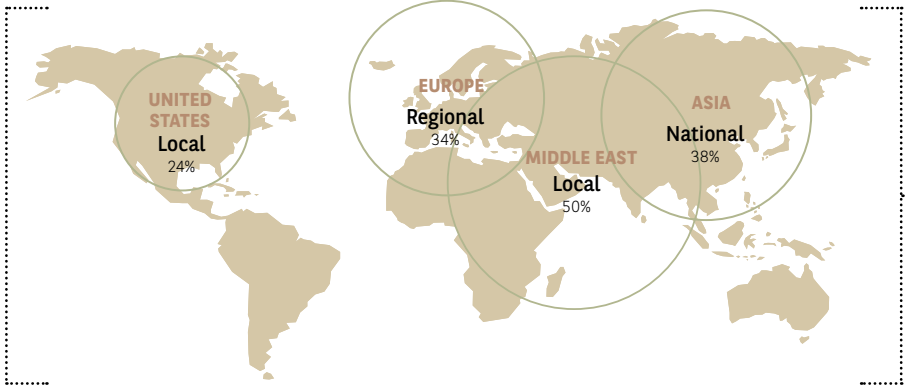 UNITED
STATES
Local
24%
EUROPE
Regional
34%
MIDDLE EAST
Local
50%
ASIA
National
38%